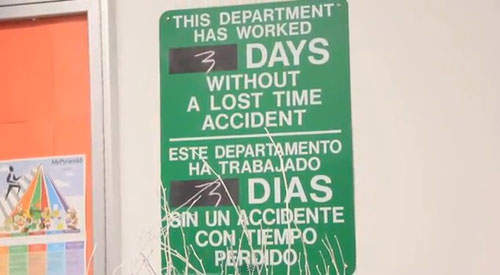 THIS DEPARTMENT
HAS WORKED
3 DAYS
WITHOUT
A LOST TIME
ACCIDENT
ESTE DEPARTAMENTO
HA TRABAJADO
3 DIAS
SIN UN ACCIDENTE
CON TIEMPO
PERDIDO
MyPyramid